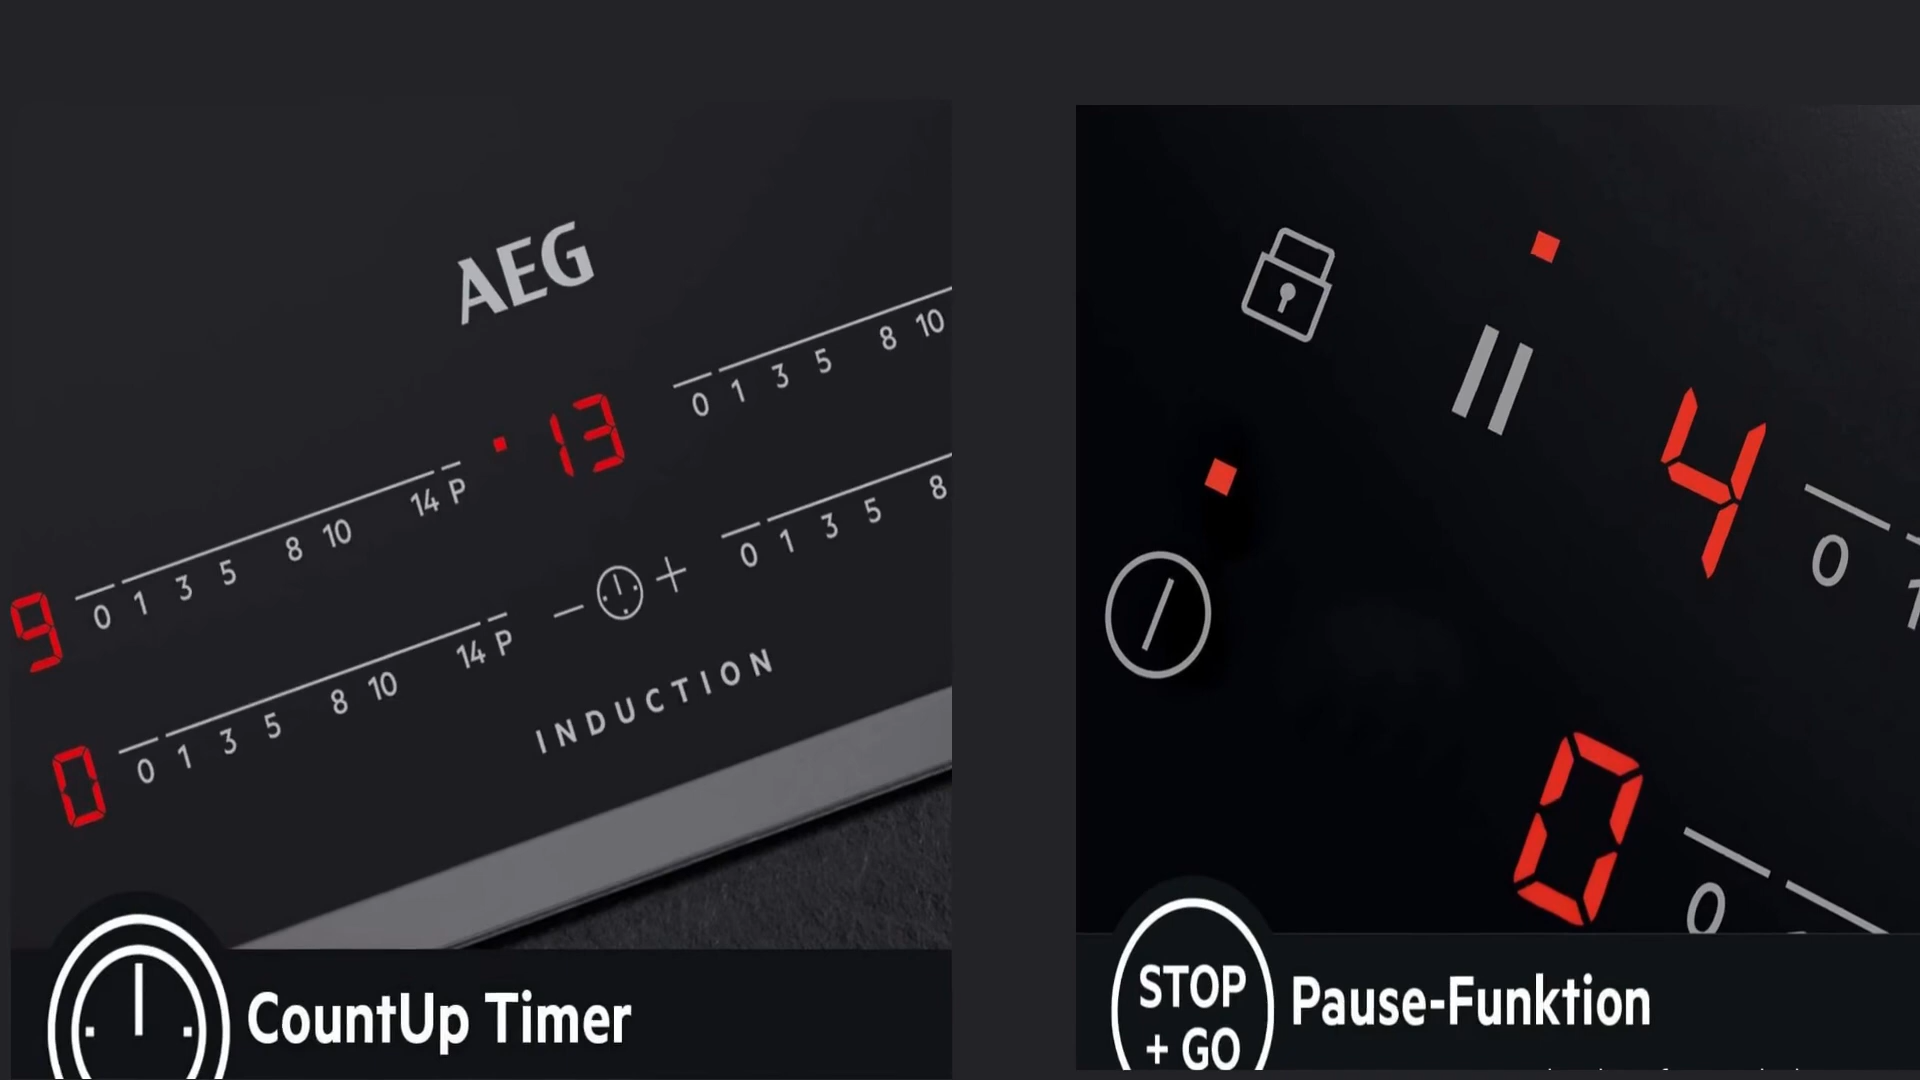 AEG
0 1 3 5 8 10
13
0 1 3 5 8 10 14 P
9
0 1 3 5 8
− +
0 1 3 5 8 10 14 P
0
INDUCTION
CountUp Timer
4
0 1
0
0
STOP
+ GO
Pause-Funktion